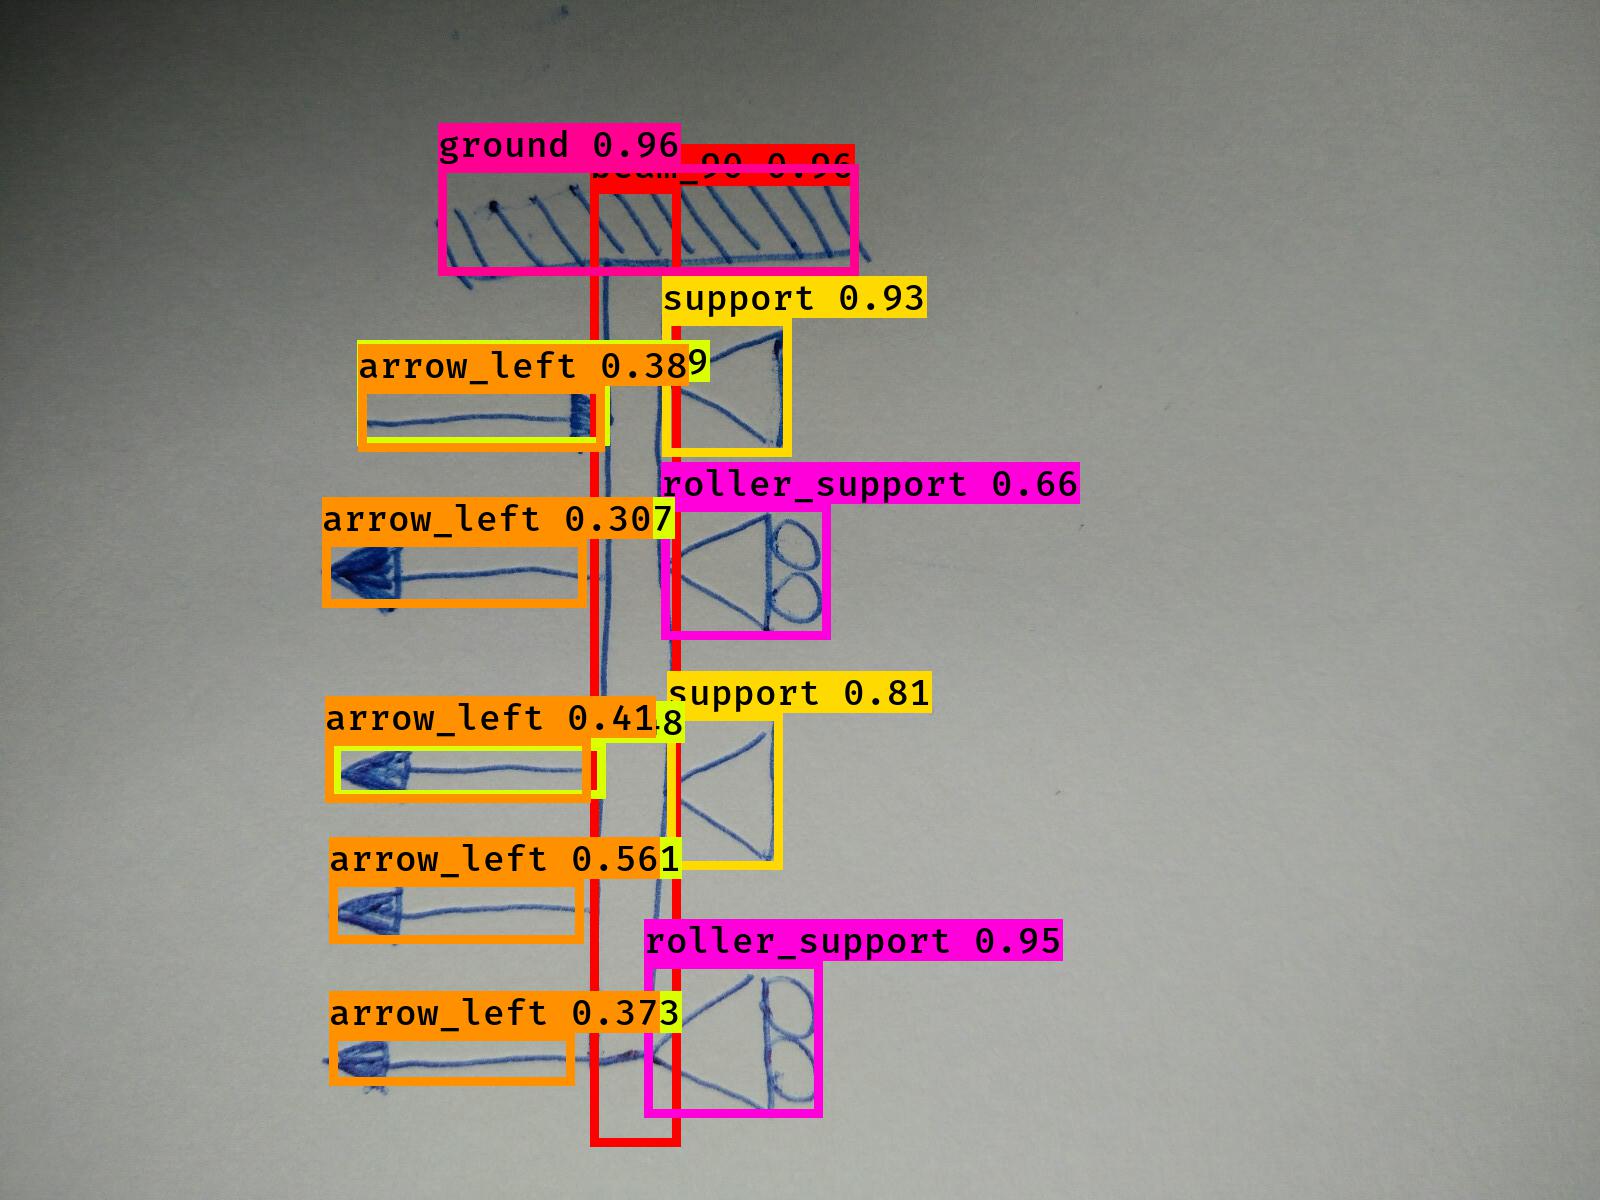 ground 0.96
beam_90 0.96
support 0.93
arrow_left 0.38
9
roller_support 0.66
arrow_left 0.30
7
support 0.81
arrow_left 0.41
8
arrow_left 0.56
1
roller_support 0.95
arrow_left 0.37
3